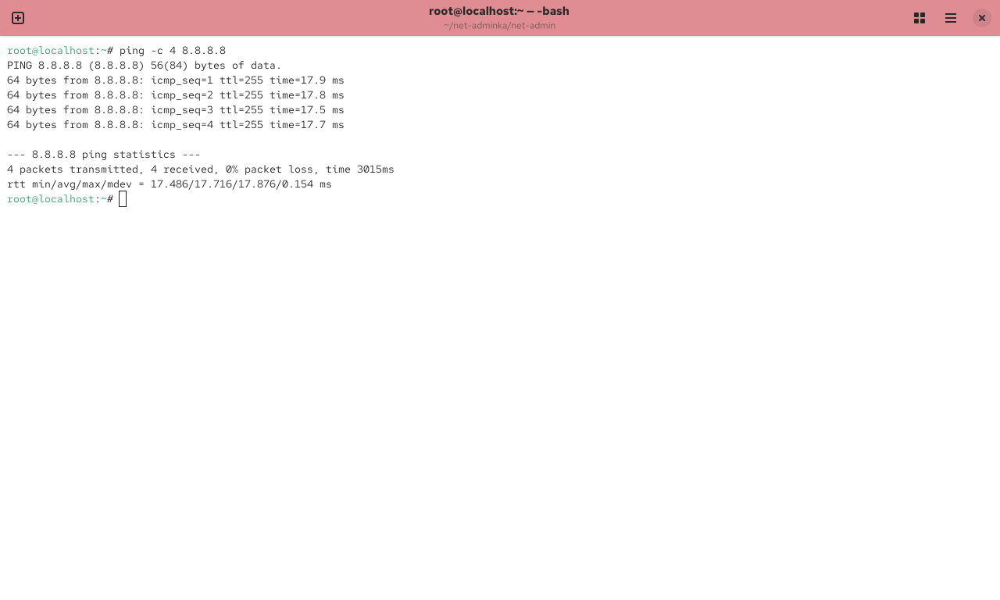 root@localhost:~ — -bash
~/net-adminka/net-admin
root@localhost:~# ping -c 4 8.8.8.8
PING 8.8.8.8 (8.8.8.8) 56(84) bytes of data.
64 bytes from 8.8.8.8: icmp_seq=1 ttl=255 time=17.9 ms
64 bytes from 8.8.8.8: icmp_seq=2 ttl=255 time=17.8 ms
64 bytes from 8.8.8.8: icmp_seq=3 ttl=255 time=17.5 ms
64 bytes from 8.8.8.8: icmp_seq=4 ttl=255 time=17.7 ms
--- 8.8.8.8 ping statistics ---
4 packets transmitted, 4 received, 0% packet loss, time 3015ms
rtt min/avg/max/mdev = 17.486/17.716/17.876/0.154 ms
root@localhost:~#